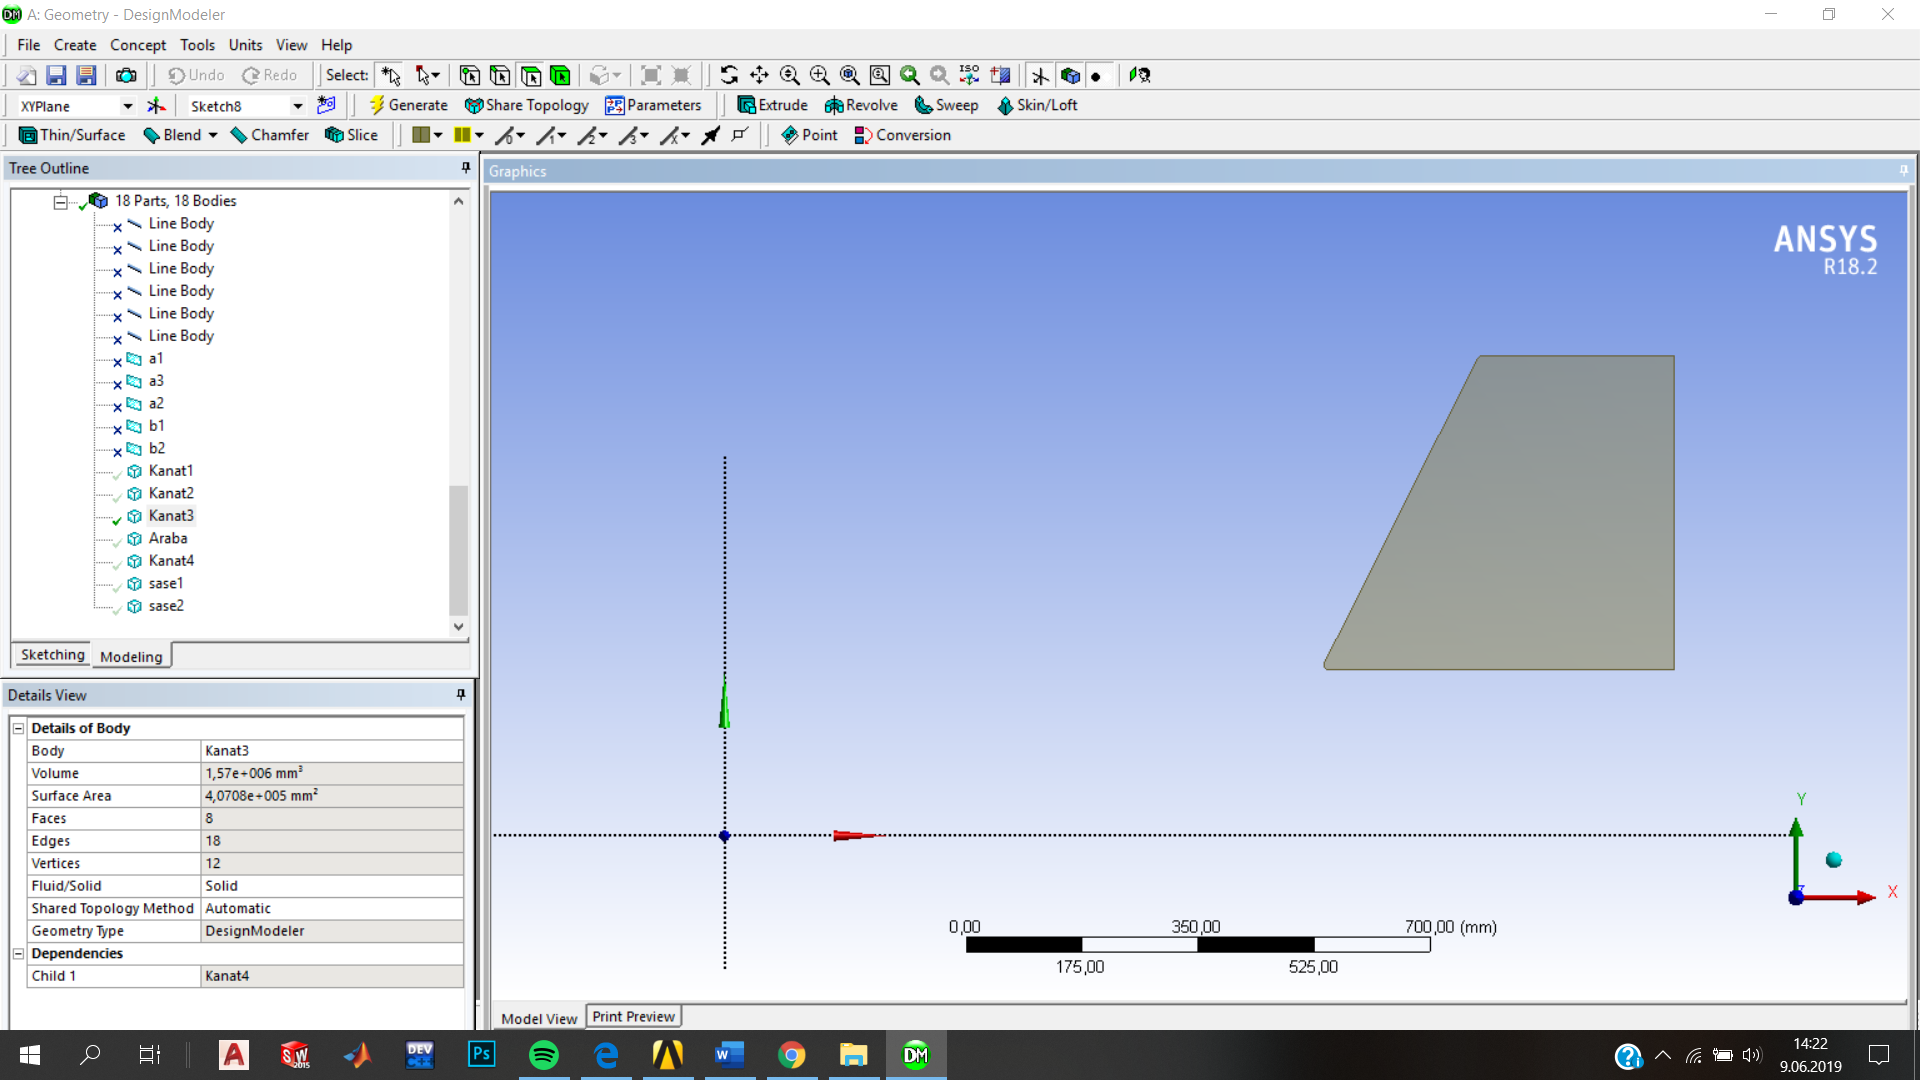 A: Geometry - DesignModeler
File Create Concept Tools Units View Help
Undo Redo Select: ISO
XYPlane Sketch8 Generate Share Topology Parameters Extrude Revolve Sweep Skin/Loft
Thin/Surface Blend Chamfer Slice Point Conversion
Tree Outline
18 Parts, 18 Bodies
Line Body
Line Body
Line Body
Line Body
Line Body
Line Body
a1
a3
a2
b1
b2
Kanat1
Kanat2
Kanat3
Araba
Kanat4
sase1
sase2
Sketching Modeling
Details View
Details of Body
Body Kanat3
Volume 1,57e+006 mm³
Surface Area 4,0708e+005 mm²
Faces 8
Edges 18
Vertices 12
Fluid/Solid Solid
Shared Topology Method Automatic
Geometry Type DesignModeler
Dependencies
Child 1 Kanat4
Graphics
ANSYS
R18.2
Y
X
0,00 350,00 700,00 (mm)
175,00 525,00
Model View Print Preview
14:22
9.06.2019